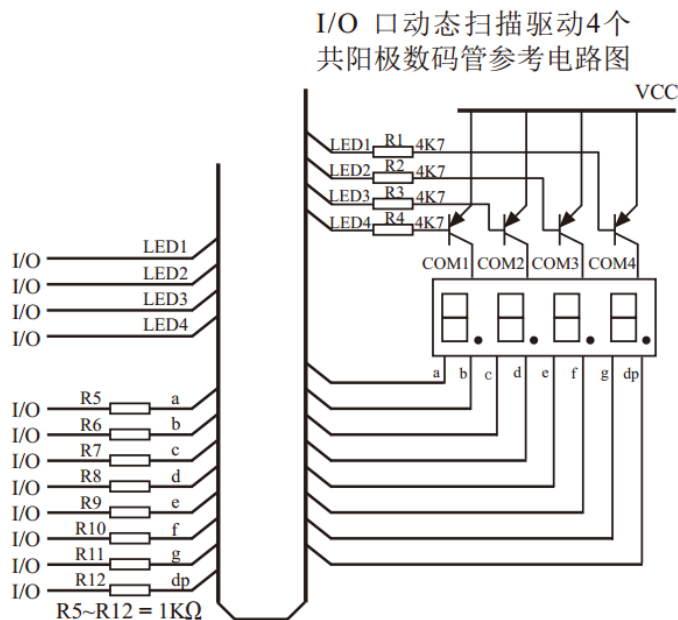 I/O 口动态扫描驱动4个
共阳极数码管参考电路图
VCC
LED1 R1 4K7
LED2 R2 4K7
LED3 R3 4K7
LED4 R4 4K7
COM1 COM2 COM3 COM4
I/O LED1
I/O LED2
I/O LED3
I/O LED4
a b c d e f g dp
I/O R5 a
I/O R6 b
I/O R7 c
I/O R8 d
I/O R9 e
I/O R10 f
I/O R11 g
I/O R12 dp
R5~R12 = 1KΩ